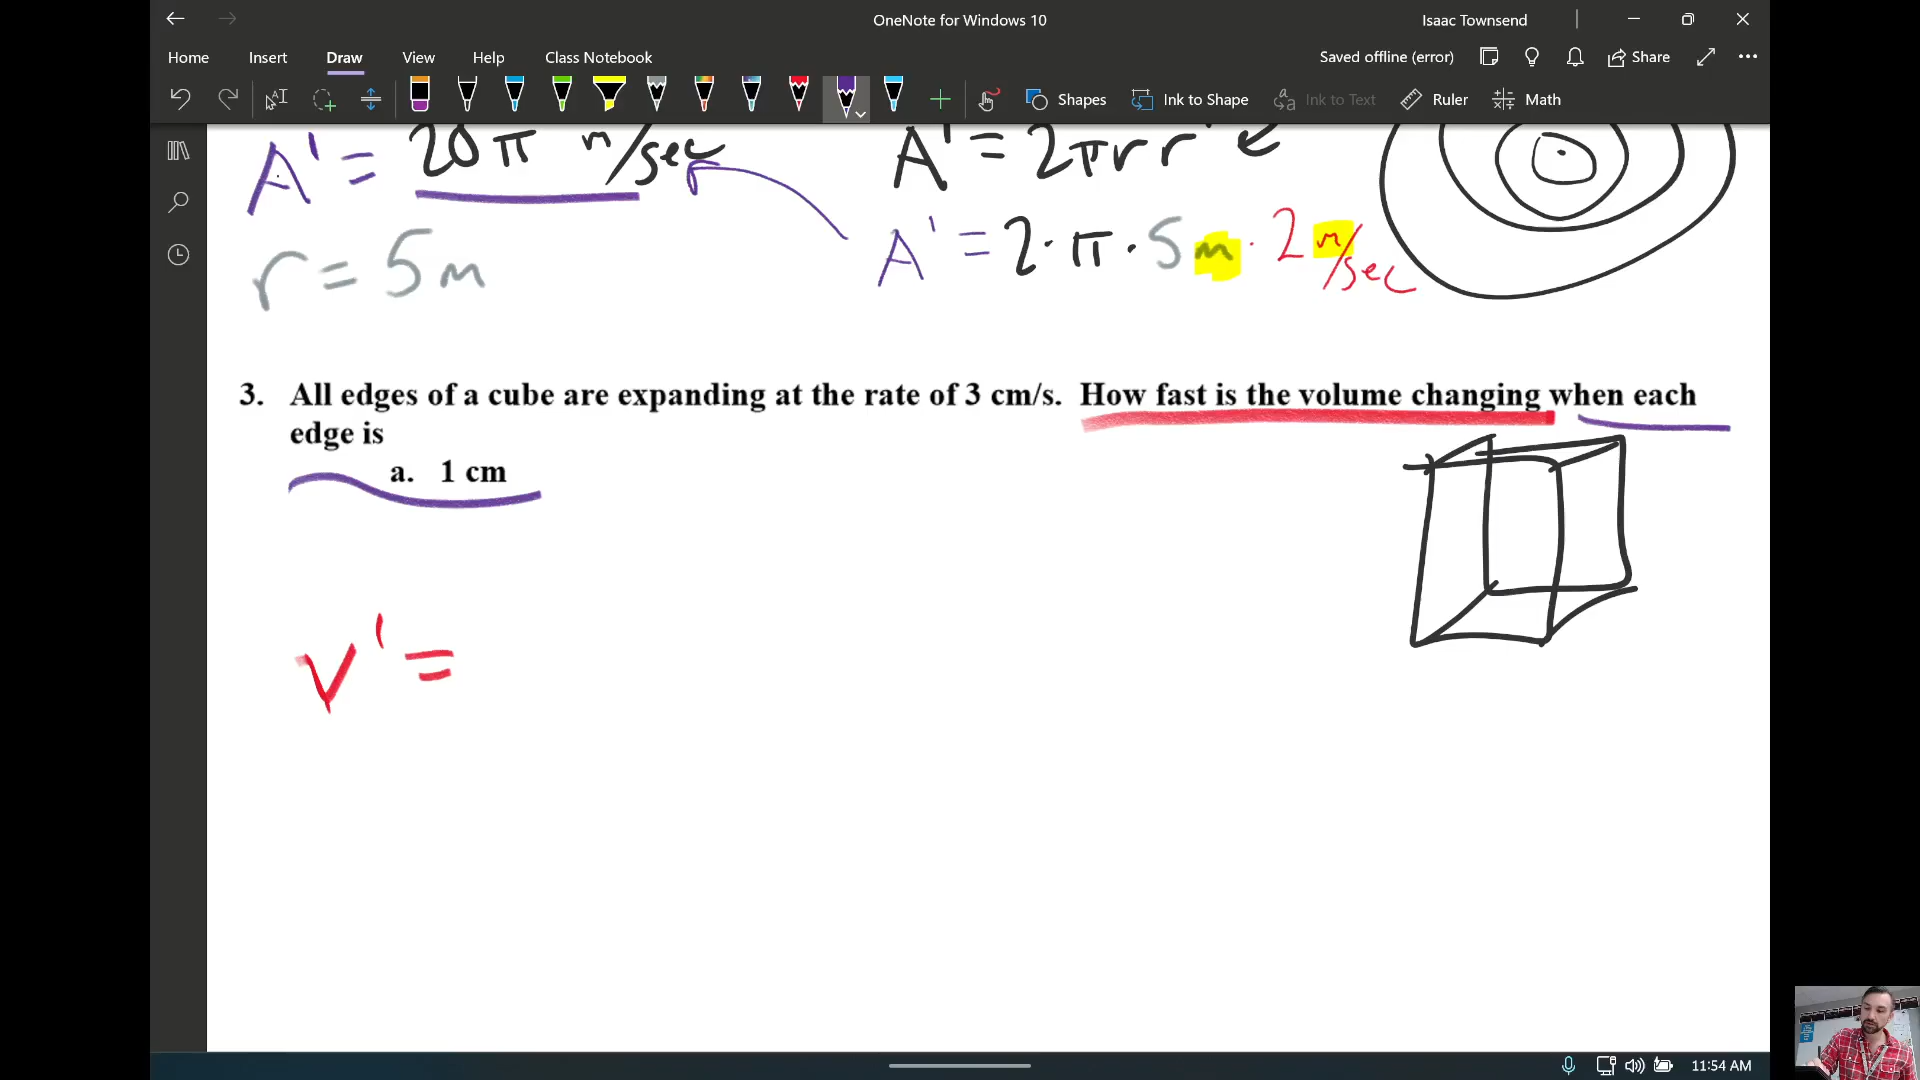 OneNote for Windows 10
Isaac Townsend
Home Insert Draw View Help Class Notebook
Saved offline (error) Share
Shapes Ink to Shape Ink to Text Ruler Math
A' = 20π m/sec
A' = 2πr r'
r = 5 m
A' = 2 · π · 5 m · 2 m/sec
3. All edges of a cube are expanding at the rate of 3 cm/s. How fast is the volume changing when each
edge is
a. 1 cm
V' =
11:54 AM